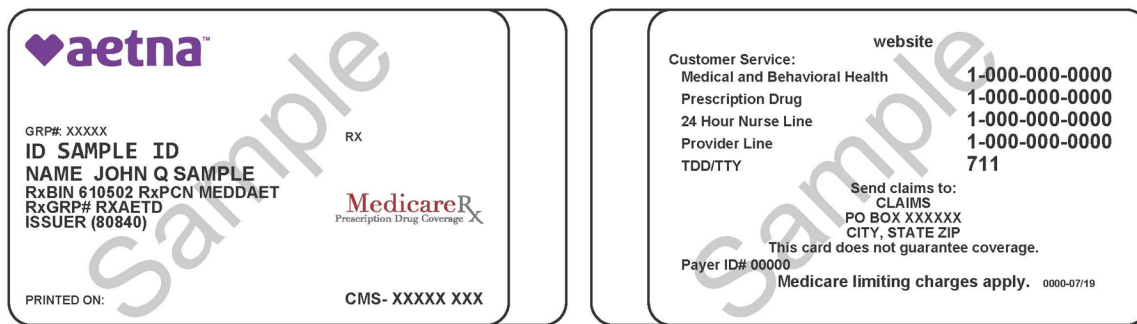 aetna™
GRP#: XXXXX
RX
ID SAMPLE ID
NAME JOHN Q SAMPLE
RxBIN 610502 RxPCN MEDDAET
RxGRP# RXAETD
ISSUER (80840)
MedicareRx
Prescription Drug Coverage
PRINTED ON:
CMS- XXXXX XXX
Sample
website
Customer Service:
Medical and Behavioral Health 1-000-000-0000
Prescription Drug 1-000-000-0000
24 Hour Nurse Line 1-000-000-0000
Provider Line 1-000-000-0000
TDD/TTY 711
Send claims to:
CLAIMS
PO BOX XXXXXX
CITY, STATE ZIP
This card does not guarantee coverage.
Payer ID# 00000
Medicare limiting charges apply. 0000-07/19
Sample